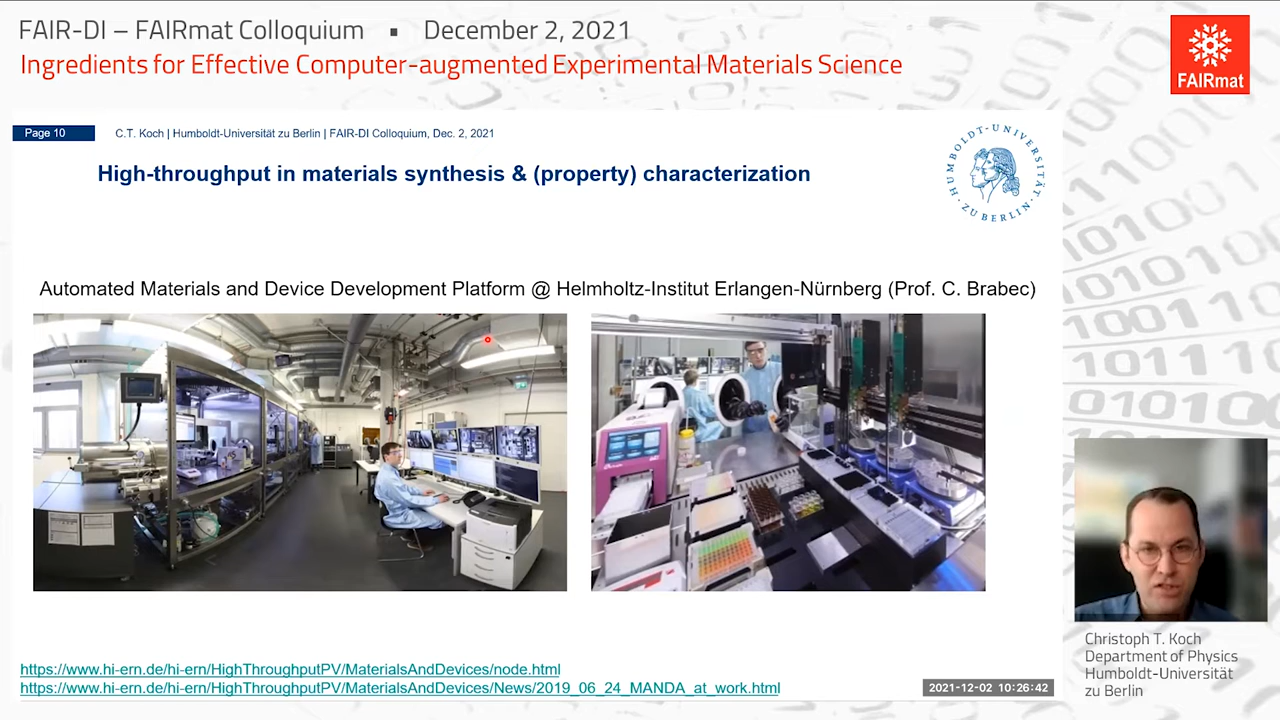 FAIR-DI – FAIRmat Colloquium ▪ December 2, 2021
Ingredients for Effective Computer-augmented Experimental Materials Science
FAIRmat
Page 10
C.T. Koch | Humboldt-Universität zu Berlin | FAIR-DI Colloquium, Dec. 2, 2021
HUMBOLDT-UNIVERSITÄT ZU BERLIN
High-throughput in materials synthesis & (property) characterization
Automated Materials and Device Development Platform @ Helmholtz-Institut Erlangen-Nürnberg (Prof. C. Brabec)
https://www.hi-ern.de/hi-ern/HighThroughputPV/MaterialsAndDevices/node.html
https://www.hi-ern.de/hi-ern/HighThroughputPV/MaterialsAndDevices/News/2019_06_24_MANDA_at_work.html
2021-12-02 10:26:42
Christoph T. Koch
Department of Physics
Humboldt-Universität
zu Berlin